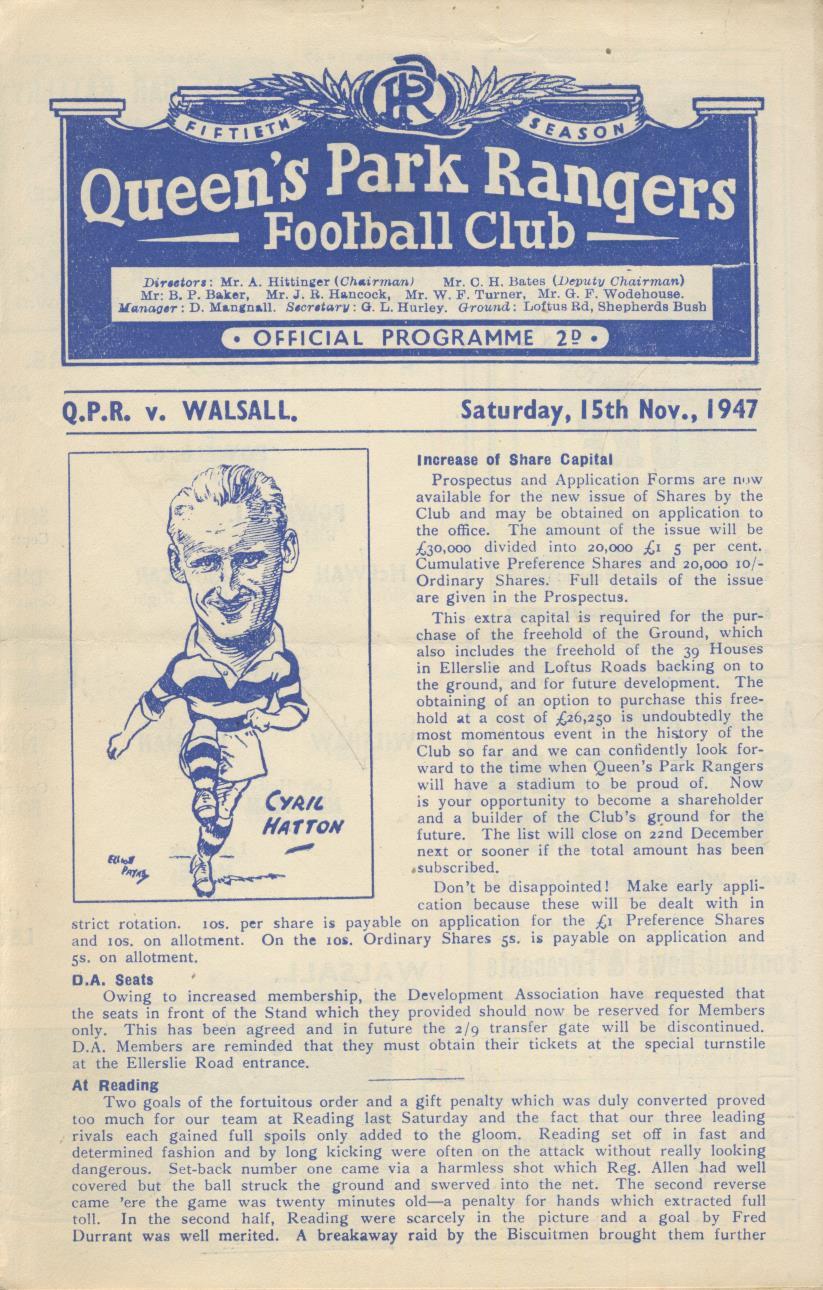 FIFTIETH SEASON
QPR
Queen's Park Rangers
Football Club
Directors: Mr. A. Hittinger (Chairman) Mr. C. H. Bates (Deputy Chairman)
Mr: B. P. Baker, Mr. J. R. Hancock, Mr. W. F. Turner, Mr. G. F. Wodehouse.
Manager: D. Mangnall. Secretary: G. L. Hurley. Ground: Loftus Rd, Shepherds Bush
• OFFICIAL PROGRAMME 2D •
Q.P.R. v. WALSALL. Saturday, 15th Nov., 1947
CYRIL
HATTON
Elliott
Payne
Increase of Share Capital
Prospectus and Application Forms are now
available for the new issue of Shares by the
Club and may be obtained on application to
the office. The amount of the issue will be
£30,000 divided into 20,000 £1 5 per cent.
Cumulative Preference Shares and 20,000 10/-
Ordinary Shares. Full details of the issue
are given in the Prospectus.
This extra capital is required for the pur-
chase of the freehold of the Ground, which
also includes the freehold of the 39 Houses
in Ellerslie and Loftus Roads backing on to
the ground, and for future development. The
obtaining of an option to purchase this free-
hold at a cost of £26,250 is undoubtedly the
most momentous event in the history of the
Club so far and we can confidently look for-
ward to the time when Queen's Park Rangers
will have a stadium to be proud of. Now
is your opportunity to become a shareholder
and a builder of the Club's ground for the
future. The list will close on 22nd December
next or sooner if the total amount has been
subscribed.
Don't be disappointed! Make early appli-
cation because these will be dealt with in
strict rotation. 10s. per share is payable on application for the £1 Preference Shares
and 10s. on allotment. On the 10s. Ordinary Shares 5s. is payable on application and
5s. on allotment.
D.A. Seats
Owing to increased membership, the Development Association have requested that
the seats in front of the Stand which they provided should now be reserved for Members
only. This has been agreed and in future the 2/9 transfer gate will be discontinued.
D.A. Members are reminded that they must obtain their tickets at the special turnstile
at the Ellerslie Road entrance.
At Reading
Two goals of the fortuitous order and a gift penalty which was duly converted proved
too much for our team at Reading last Saturday and the fact that our three leading
rivals each gained full spoils only added to the gloom. Reading set off in fast and
determined fashion and by long kicking were often on the attack without really looking
dangerous. Set-back number one came via a harmless shot which Reg. Allen had well
covered but the ball struck the ground and swerved into the net. The second reverse
came 'ere the game was twenty minutes old—a penalty for hands which extracted full
toll. In the second half, Reading were scarcely in the picture and a goal by Fred
Durrant was well merited. A breakaway raid by the Biscuitmen brought them further